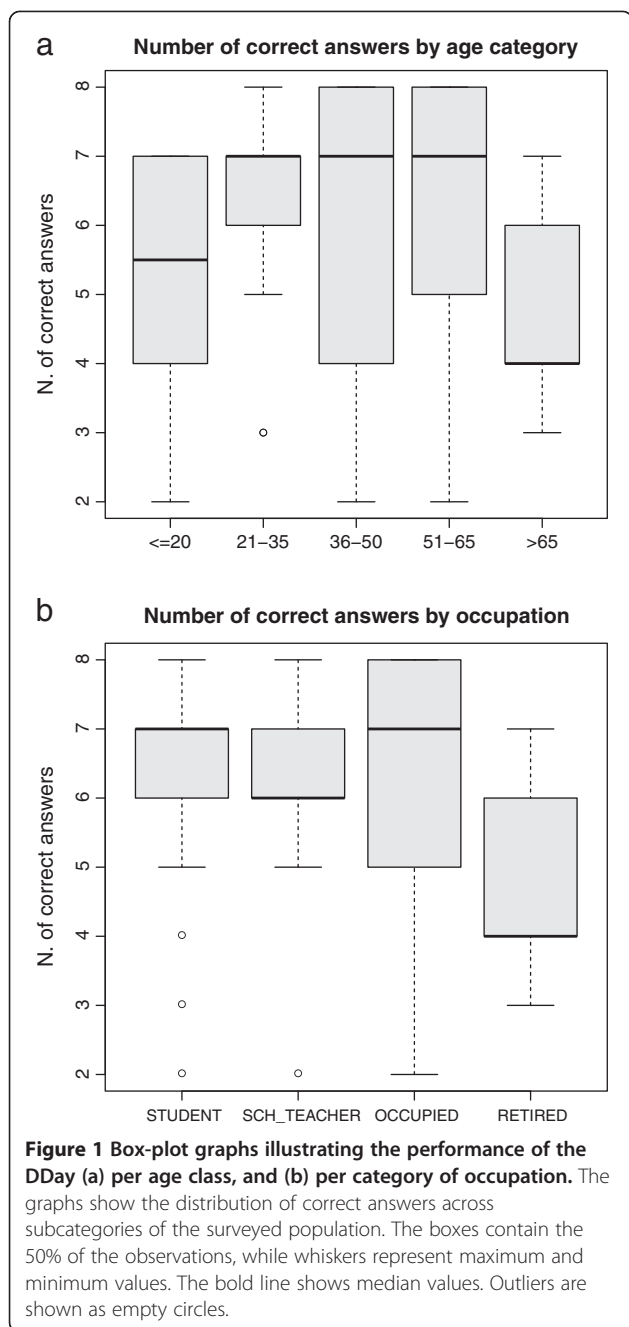 a
Number of correct answers by age category
N. of correct answers
8
7
6
5
4
3
2
<=20 21–35 36–50 51–65 >65
b
Number of correct answers by occupation
N. of correct answers
8
7
6
5
4
3
2
STUDENT SCH_TEACHER OCCUPIED RETIRED
Figure 1 Box-plot graphs illustrating the performance of the
DDay (a) per age class, and (b) per category of occupation. The
graphs show the distribution of correct answers across
subcategories of the surveyed population. The boxes contain the
50% of the observations, while whiskers represent maximum and
minimum values. The bold line shows median values. Outliers are
shown as empty circles.